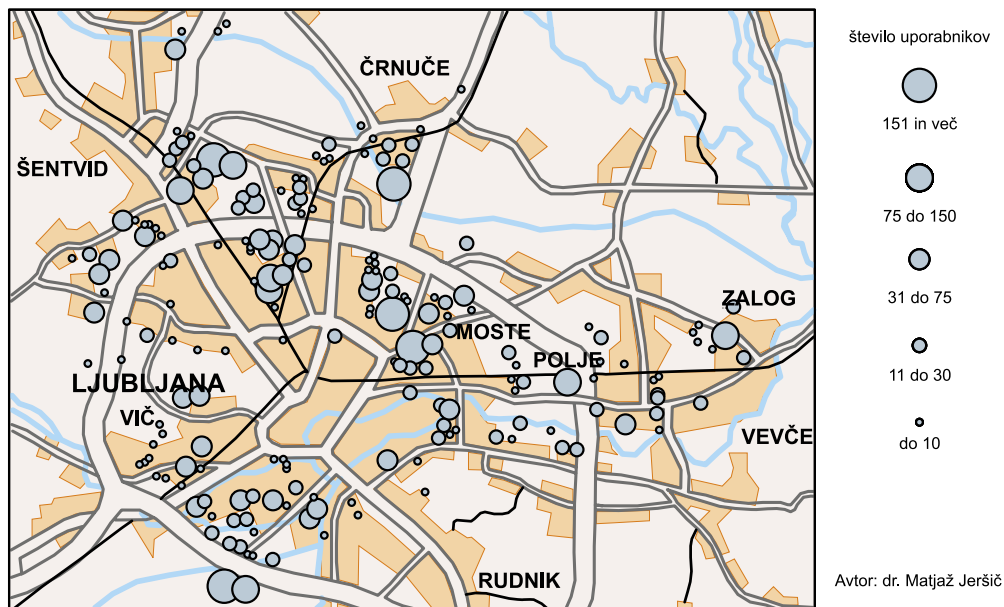 ČRNUČE
ŠENTVID
ZALOG
MOSTE
POLJE
LJUBLJANA
VIČ
VEVČE
RUDNIK
število uporabnikov
151 in več
75 do 150
31 do 75
11 do 30
do 10
Avtor: dr. Matjaž Jeršič